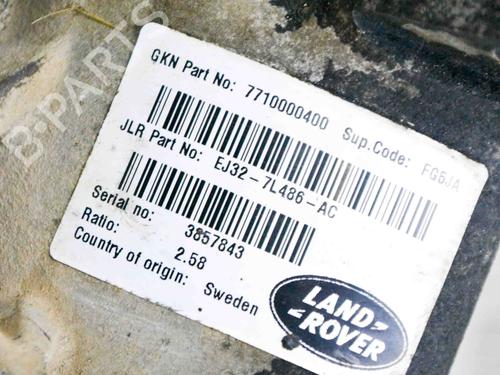 B-PARTS
GKN Part No: 7710000400 Sup.Code: FG5JA
JLR Part No: EJ32-7L486-AC
Serial no: 3857843
Ratio: 2.58
Country of origin: Sweden
LAND
ROVER